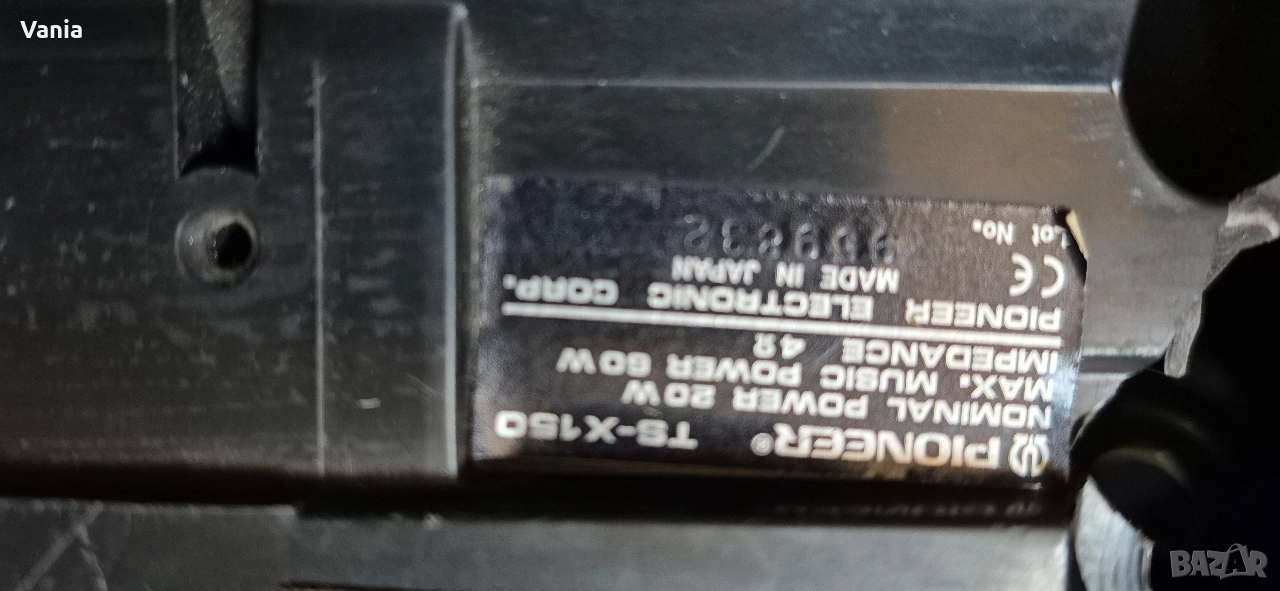 Vania
PIONEER® TS-X150
NOMINAL POWER 20W
MAX. MUSIC POWER 60W
IMPEDANCE 4Ω
PIONEER ELECTRONIC CORP.
CE MADE IN JAPAN
Lot No.
BAZAR